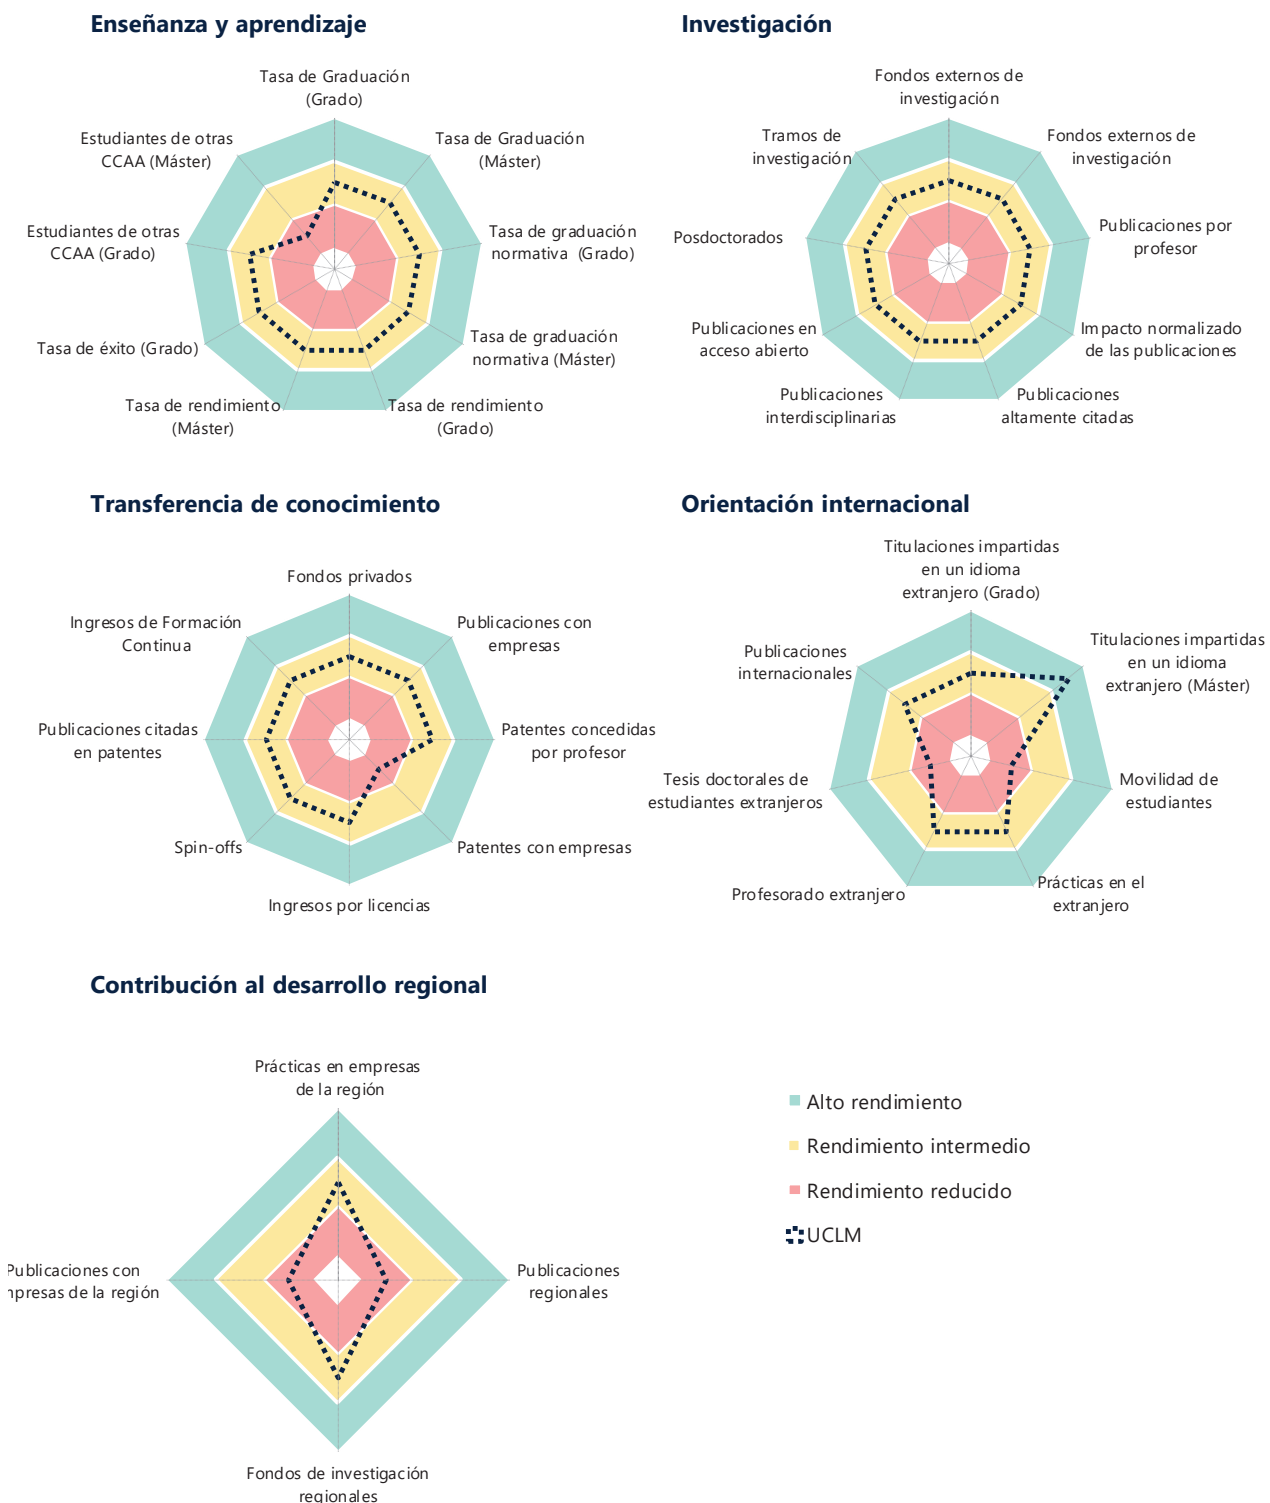 Enseñanza y aprendizaje
Tasa de Graduación
(Grado)
Tasa de Graduación
(Máster)
Tasa de graduación
normativa (Grado)
Tasa de graduación
normativa (Máster)
Tasa de rendimiento
(Grado)
Tasa de rendimiento
(Máster)
Tasa de éxito (Grado)
Estudiantes de otras
CCAA (Grado)
Estudiantes de otras
CCAA (Máster)
Investigación
Fondos externos de
investigación
Fondos externos de
investigación
Publicaciones por
profesor
Impacto normalizado
de las publicaciones
Publicaciones
altamente citadas
Publicaciones
interdisciplinarias
Publicaciones en
acceso abierto
Posdoctorados
Tramos de
investigación
Transferencia de conocimiento
Fondos privados
Publicaciones con
empresas
Patentes concedidas
por profesor
Patentes con empresas
Ingresos por licencias
Spin-offs
Publicaciones citadas
en patentes
Ingresos de Formación
Continua
Orientación internacional
Titulaciones impartidas
en un idioma
extranjero (Grado)
Titulaciones impartidas
en un idioma
extranjero (Máster)
Movilidad de
estudiantes
Prácticas en el
extranjero
Profesorado extranjero
Tesis doctorales de
estudiantes extranjeros
Publicaciones
internacionales
Contribución al desarrollo regional
Prácticas en empresas
de la región
Publicaciones
regionales
Fondos de investigación
regionales
Publicaciones con
mpresas de la región
Alto rendimiento
Rendimiento intermedio
Rendimiento reducido
UCLM